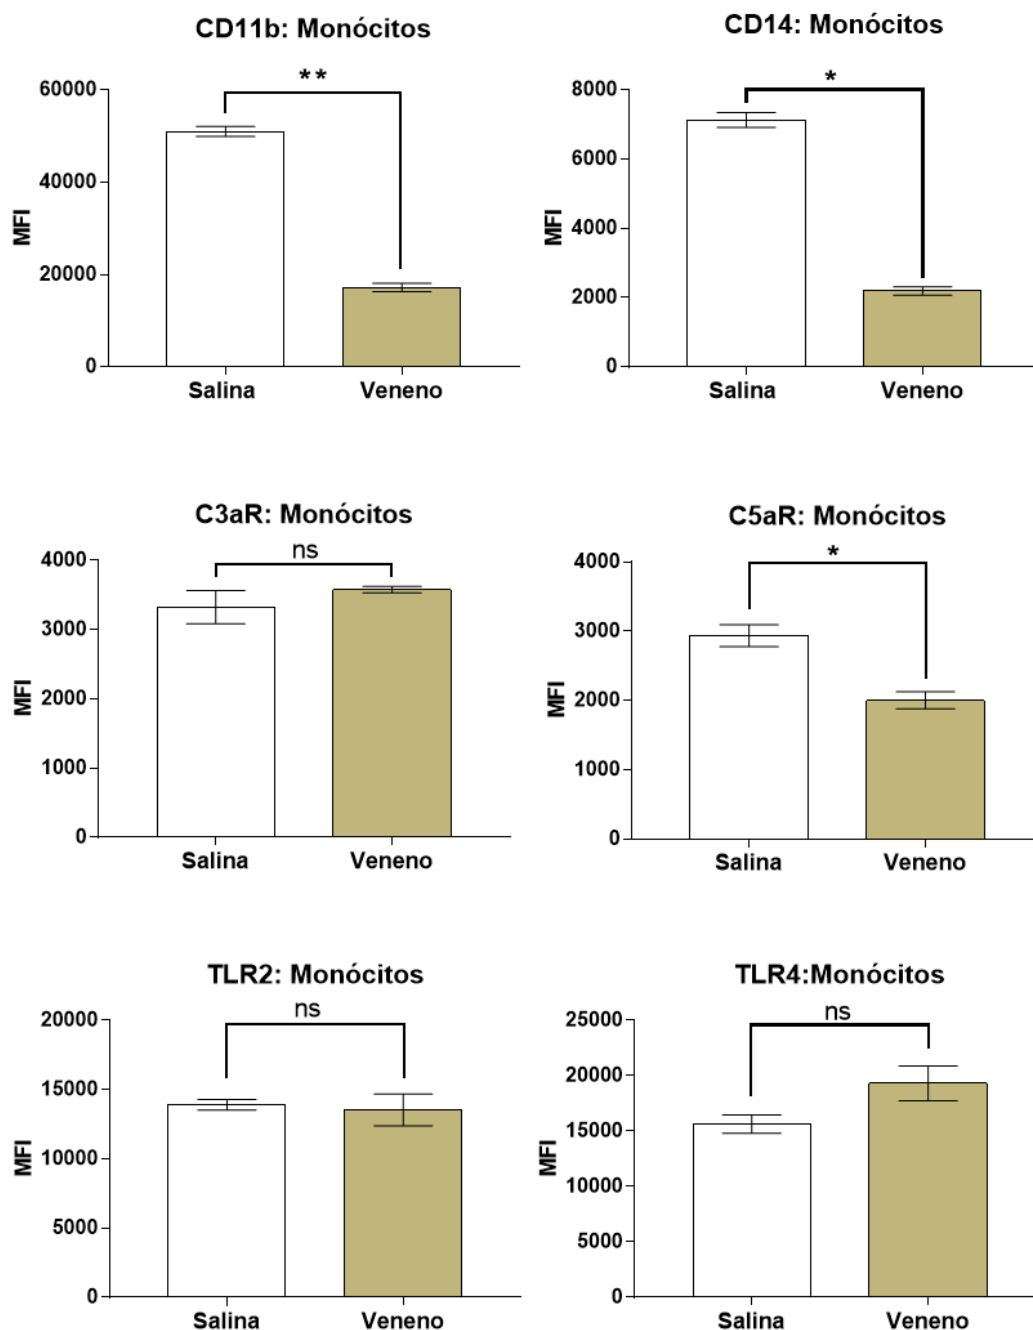 CD11b: Monócitos
**
60000
40000
20000
0
MFI
Salina Veneno
CD14: Monócitos
*
8000
6000
4000
2000
0
MFI
Salina Veneno
C3aR: Monócitos
ns
4000
3000
2000
1000
0
MFI
Salina Veneno
C5aR: Monócitos
*
4000
3000
2000
1000
0
MFI
Salina Veneno
TLR2: Monócitos
ns
20000
15000
10000
5000
0
MFI
Salina Veneno
TLR4:Monócitos
ns
25000
20000
15000
10000
5000
0
MFI
Salina Veneno